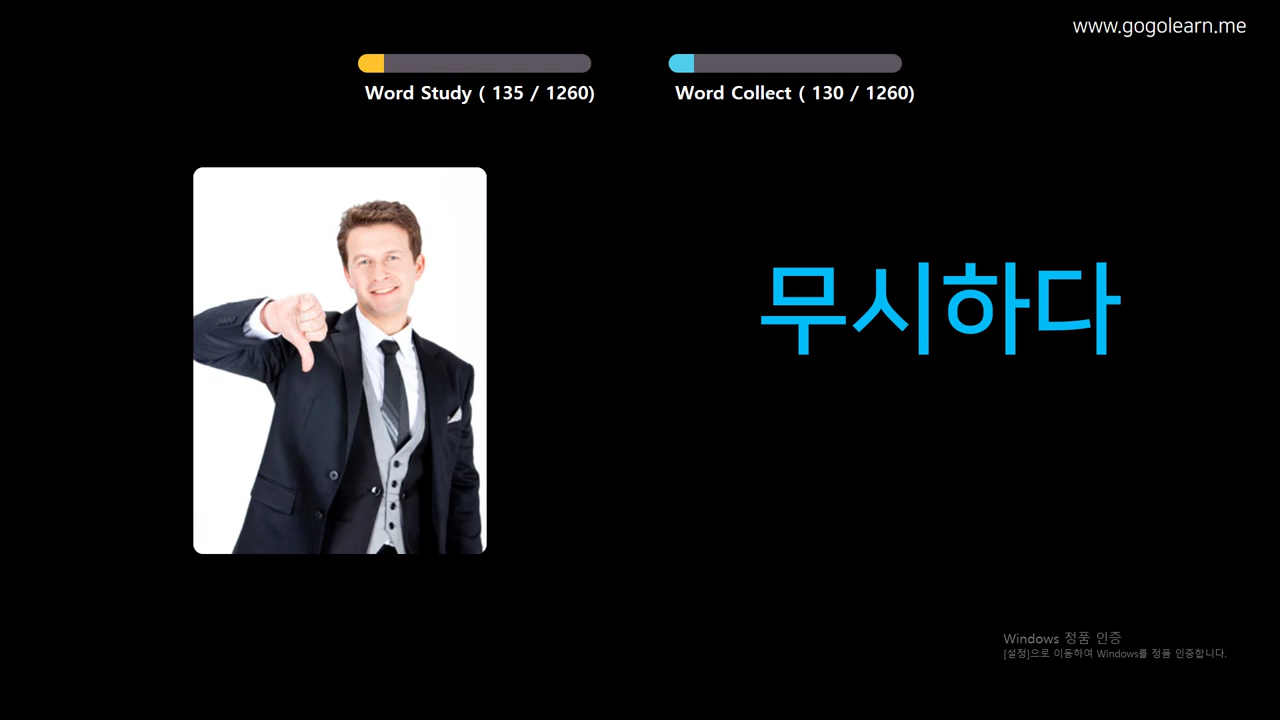 www.gogolearn.me
Word Study ( 135 / 1260)
Word Collect ( 130 / 1260)
무시하다
Windows 정품 인증
[설정]으로 이동하여 Windows를 정품 인증합니다.